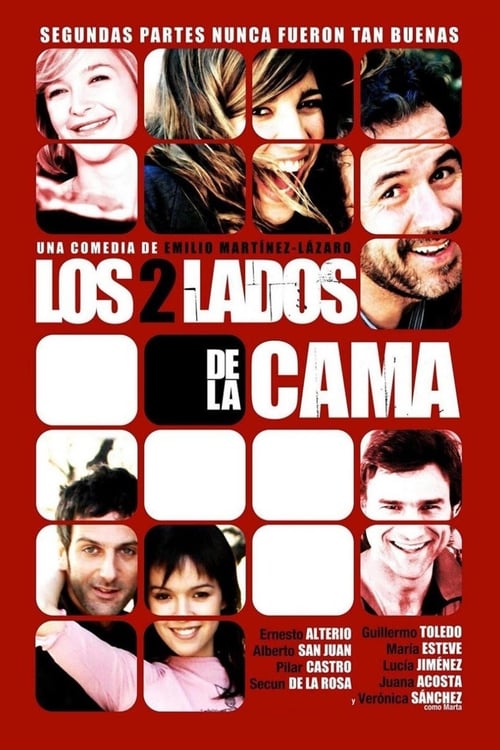 SEGUNDAS PARTES NUNCA FUERON TAN BUENAS
UNA COMEDIA DE EMILIO MARTÍNEZ-LÁZARO
LOS 2 LADOS
DE LA CAMA
Ernesto ALTERIO
Alberto SAN JUAN
Pilar CASTRO
Secun DE LA ROSA
Guillermo TOLEDO
María ESTEVE
Lucía JIMÉNEZ
Juana ACOSTA
y Verónica SÁNCHEZ
como Marta